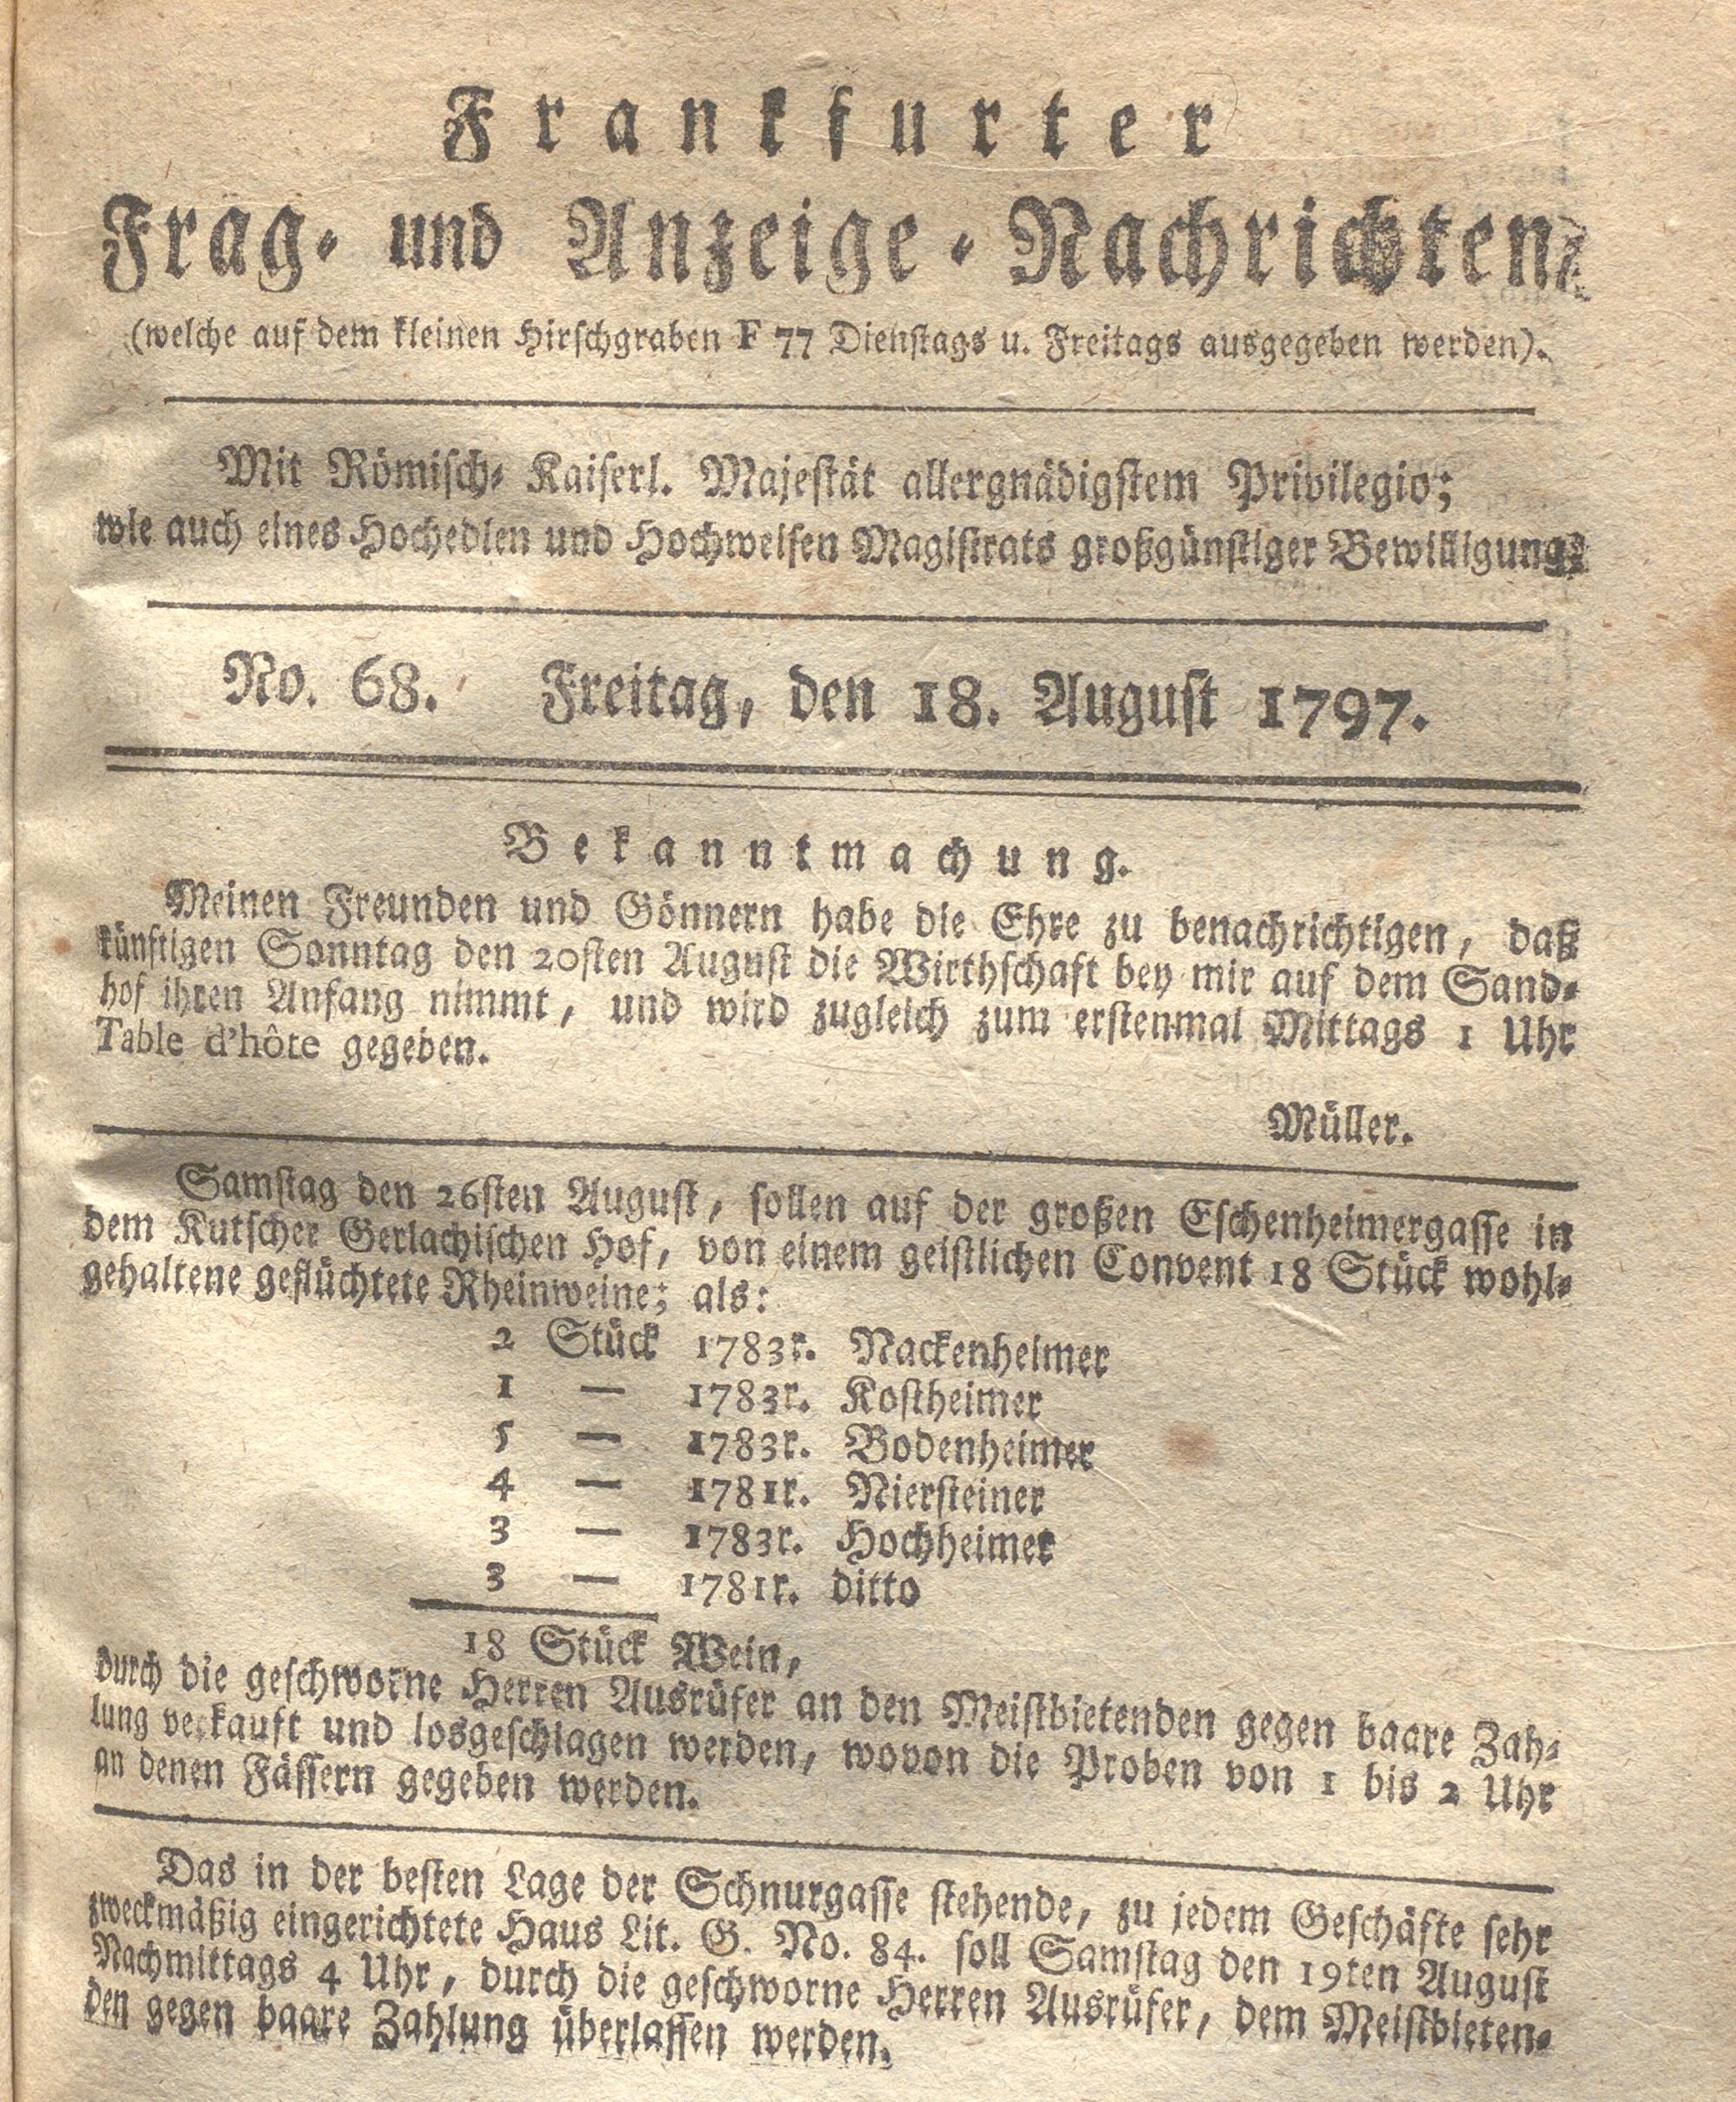 Frankfurter
Frag- und Anzeige-Nachrichten,
(welche auf dem kleinen Hirschgraben F 77 Dienstags u. Freitags ausgegeben werden).
Mit Römisch-Kaiserl. Majestät allergnädigstem Privilegio;
wie auch eines Hochedlen und Hochweisen Magistrats großgünstiger Bewilligung.
No. 68. Freitag, den 18. August 1797.
Bekanntmachung.
Meinen Freunden und Gönnern habe die Ehre zu benachrichtigen, daß
künftigen Sonntag den 20sten August die Wirthschaft bey mir auf dem Sand-
hof ihren Anfang nimmt, und wird zugleich zum erstenmal Mittags 1 Uhr
Table d'hôte gegeben.
Müller.
Samstag den 26sten August, sollen auf der großen Eschenheimergasse in
dem Kutscher Gerlachischen Hof, von einem geistlichen Convent 18 Stück wohl-
gehaltene geflüchtete Rheinweine; als:
2 Stück 1783r. Nackenheimer
1 — 1783r. Kostheimer
5 — 1783r. Bodenheimer
4 — 1781r. Niersteiner
3 — 1783r. Hochheimer
3 — 1781r. ditto
18 Stück Wein,
durch die geschworne Herren Ausrüfer an den Meistbietenden gegen baare Zah-
lung verkauft und losgeschlagen werden, wovon die Proben von 1 bis 2 Uhr
an denen Fässern gegeben werden.
Das in der besten Lage der Schnurgasse stehende, zu jedem Geschäfte sehr
zweckmäßig eingerichtete Haus Lit. G. No. 84. soll Samstag den 19ten August
Nachmittags 4 Uhr, durch die geschworne Herren Ausrüfer, dem Meistbieten-
den gegen baare Zahlung überlassen werden.